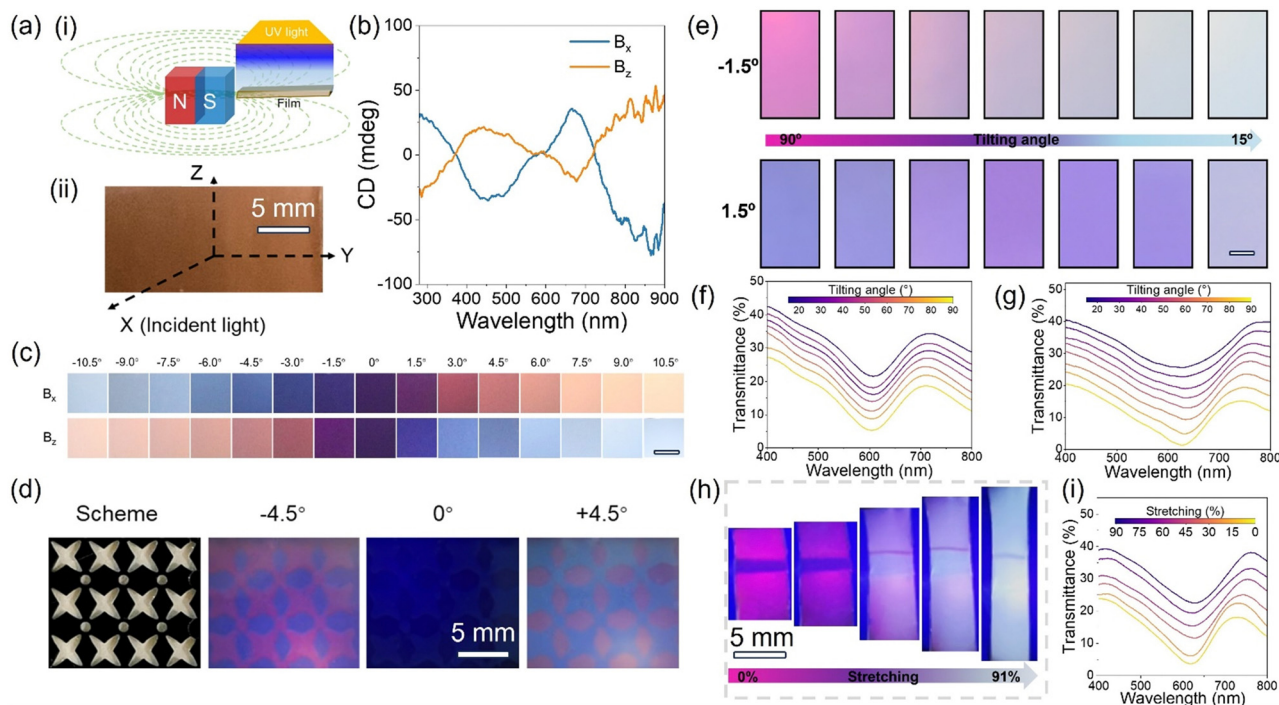 (a) (i)
UV light
N S
Film
(ii)
Z
5 mm
Y
X (Incident light)
(b)
Bx
Bz
CD (mdeg)
100
50
0
-50
-100
300 400 500 600 700 800 900
Wavelength (nm)
(c)
-10.5° -9.0° -7.5° -6.0° -4.5° -3.0° -1.5° 0° 1.5° 3.0° 4.5° 6.0° 7.5° 9.0° 10.5°
Bx
Bz
(d)
Scheme -4.5° 0° +4.5°
5 mm
(e)
-1.5°
90° Tilting angle 15°
1.5°
(f)
Tilting angle (°)
20 30 40 50 60 70 80 90
Transmittance (%)
50
40
30
20
10
0
400 500 600 700 800
Wavelength (nm)
(g)
Tilting angle (°)
20 30 40 50 60 70 80 90
Transmittance (%)
50
40
30
20
10
0
400 500 600 700 800
Wavelength (nm)
(h)
5 mm
0% Stretching 91%
(i)
Stretching (%)
90 75 60 45 30 15 0
Transmittance (%)
50
40
30
20
10
0
400 500 600 700 800
Wavelength (nm)